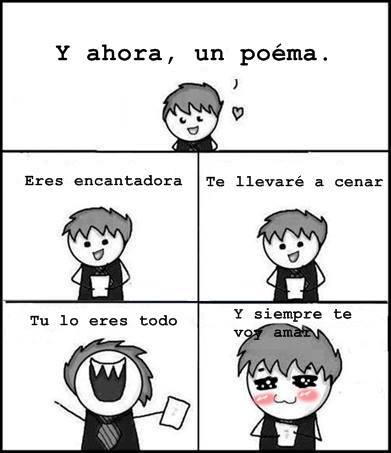 Y ahora, un poéma.
Eres encantadora
Te llevaré a cenar
Tu lo eres todo
Y siempre te
voy amar